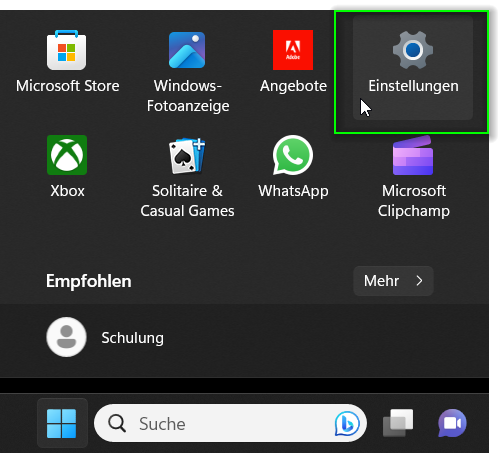 Microsoft Store
Windows-
Fotoanzeige
Adobe
Angebote
Einstellungen
Xbox
Solitaire &
Casual Games
WhatsApp
Microsoft
Clipchamp
Empfohlen
Mehr
Schulung
Suche